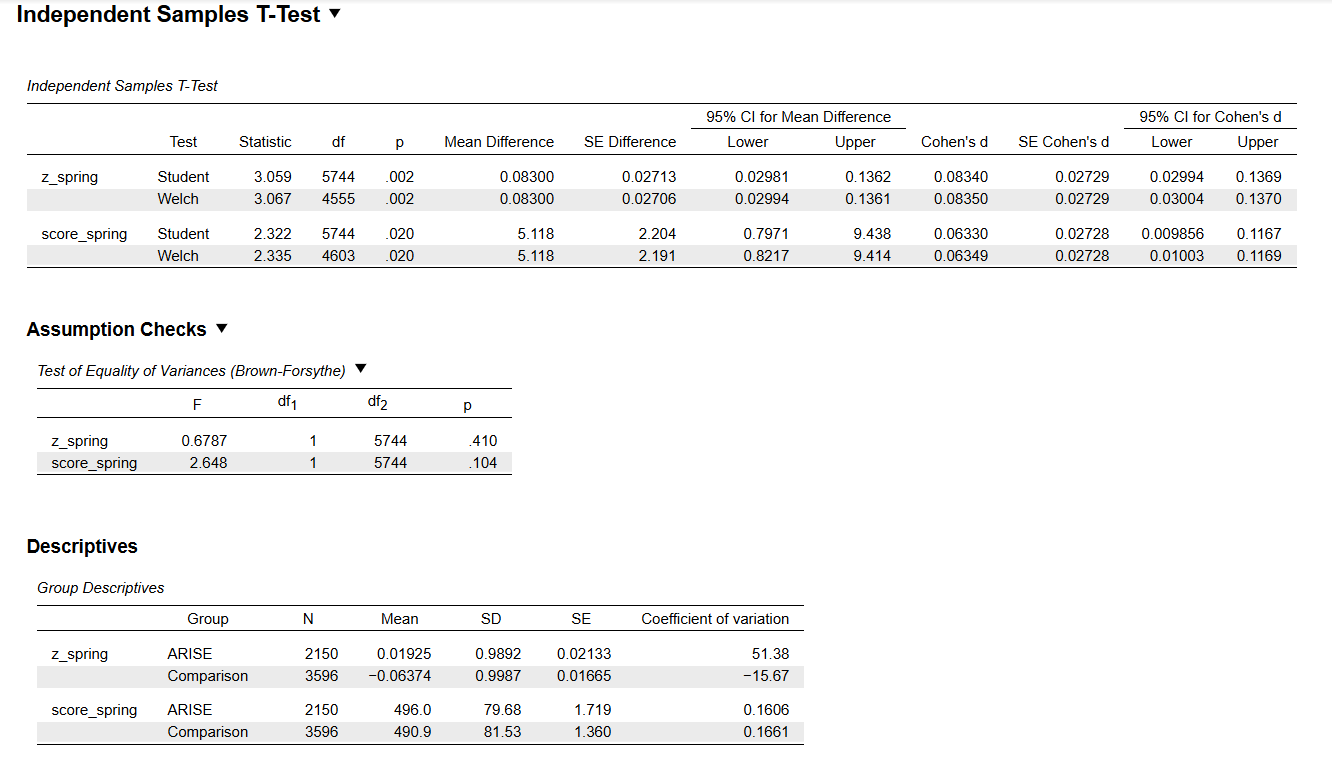 Independent Samples T-Test ▼
Independent Samples T-Test
95% CI for Mean Difference 95% CI for Cohen's d
Test Statistic df p Mean Difference SE Difference Lower Upper Cohen's d SE Cohen's d Lower Upper
z_spring Student 3.059 5744 .002 0.08300 0.02713 0.02981 0.1362 0.08340 0.02729 0.02994 0.1369
Welch 3.067 4555 .002 0.08300 0.02706 0.02994 0.1361 0.08350 0.02729 0.03004 0.1370
score_spring Student 2.322 5744 .020 5.118 2.204 0.7971 9.438 0.06330 0.02728 0.009856 0.1167
Welch 2.335 4603 .020 5.118 2.191 0.8217 9.414 0.06349 0.02728 0.01003 0.1169
Assumption Checks ▼
Test of Equality of Variances (Brown-Forsythe) ▼
F df₁ df₂ p
z_spring 0.6787 1 5744 .410
score_spring 2.648 1 5744 .104
Descriptives
Group Descriptives
Group N Mean SD SE Coefficient of variation
z_spring ARISE 2150 0.01925 0.9892 0.02133 51.38
Comparison 3596 −0.06374 0.9987 0.01665 −15.67
score_spring ARISE 2150 496.0 79.68 1.719 0.1606
Comparison 3596 490.9 81.53 1.360 0.1661